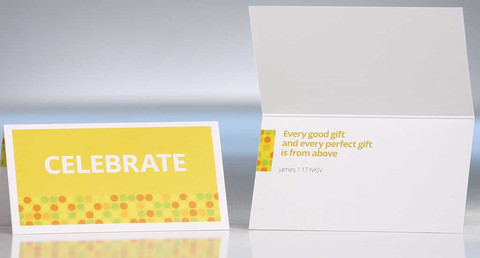 CELEBRATE
Every good gift
and every perfect gift
is from above
James 1:17 NKJV